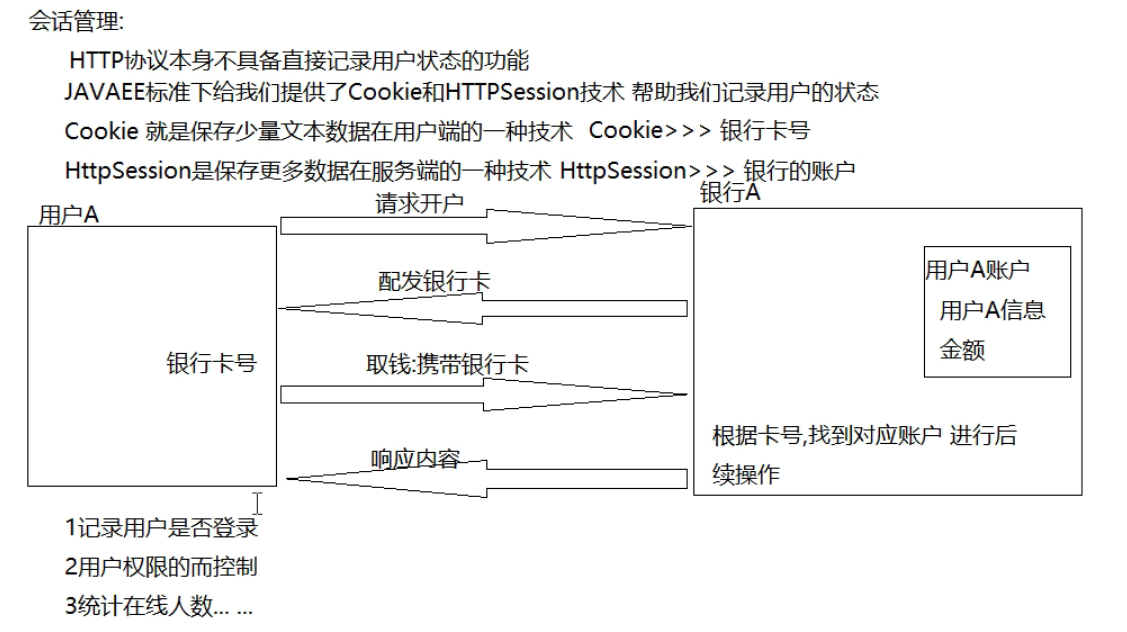 会话管理:
HTTP协议本身不具备直接记录用户状态的功能
JAVAEE标准下给我们提供了Cookie和HTTPSession技术 帮助我们记录用户的状态
Cookie 就是保存少量文本数据在用户端的一种技术 Cookie>>> 银行卡号
HttpSession是保存更多数据在服务端的一种技术 HttpSession>>> 银行的账户
用户A
请求开户
银行A
用户A账户
配发银行卡
用户A信息
金额
银行卡号
取钱:携带银行卡
根据卡号,找到对应账户 进行后
续操作
响应内容
1记录用户是否登录
2用户权限的而控制
3统计在线人数... ...